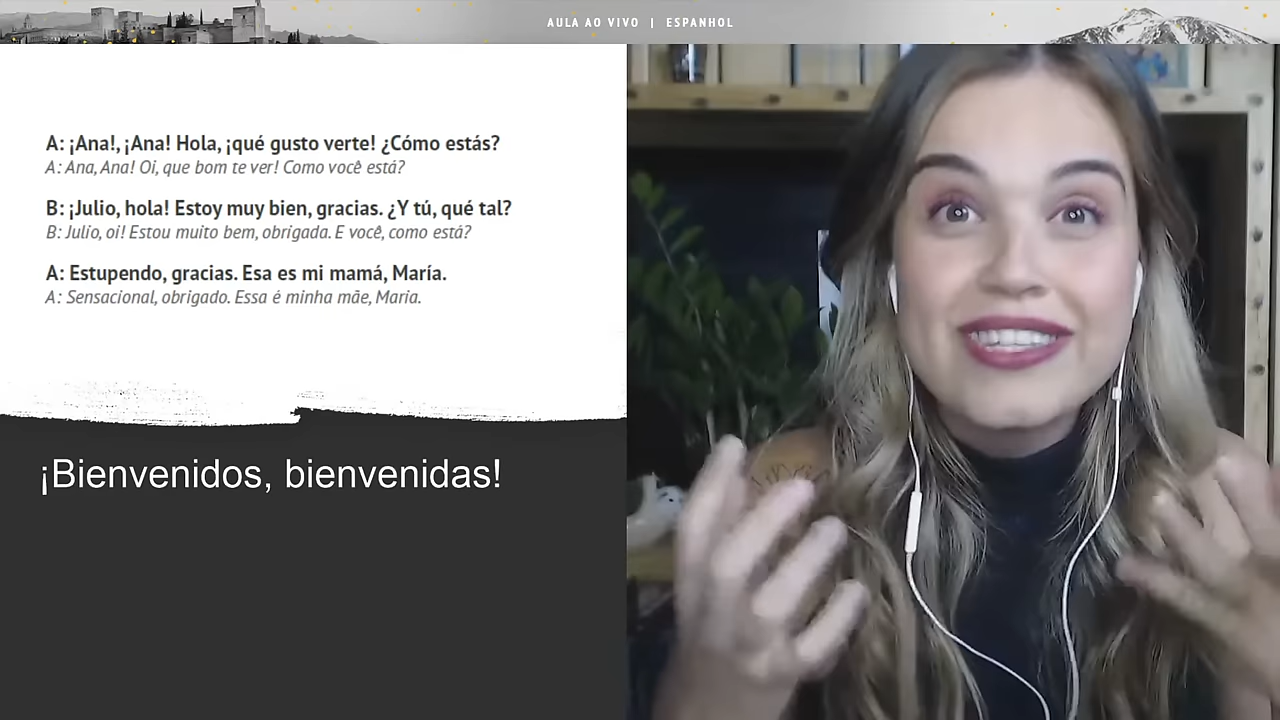 AULA AO VIVO | ESPANHOL
A: ¡Ana!, ¡Ana! Hola, ¡qué gusto verte! ¿Cómo estás?
A: Ana, Ana! Oi, que bom te ver! Como você está?
B: ¡Julio, hola! Estoy muy bien, gracias. ¿Y tú, qué tal?
B: Julio, oi! Estou muito bem, obrigada. E você, como está?
A: Estupendo, gracias. Esa es mi mamá, María.
A: Sensacional, obrigado. Essa é minha mãe, Maria.
¡Bienvenidos, bienvenidas!